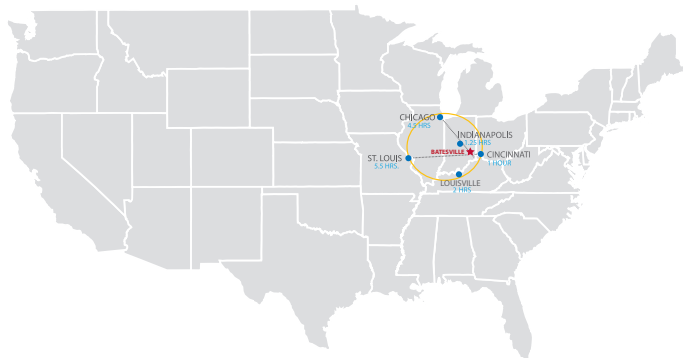 CHICAGO
4.5 HRS
INDIANAPOLIS
1.25 HRS
BATESVILLE
CINCINNATI
1 HOUR
ST. LOUIS
5.5 HRS
LOUISVILLE
2 HRS